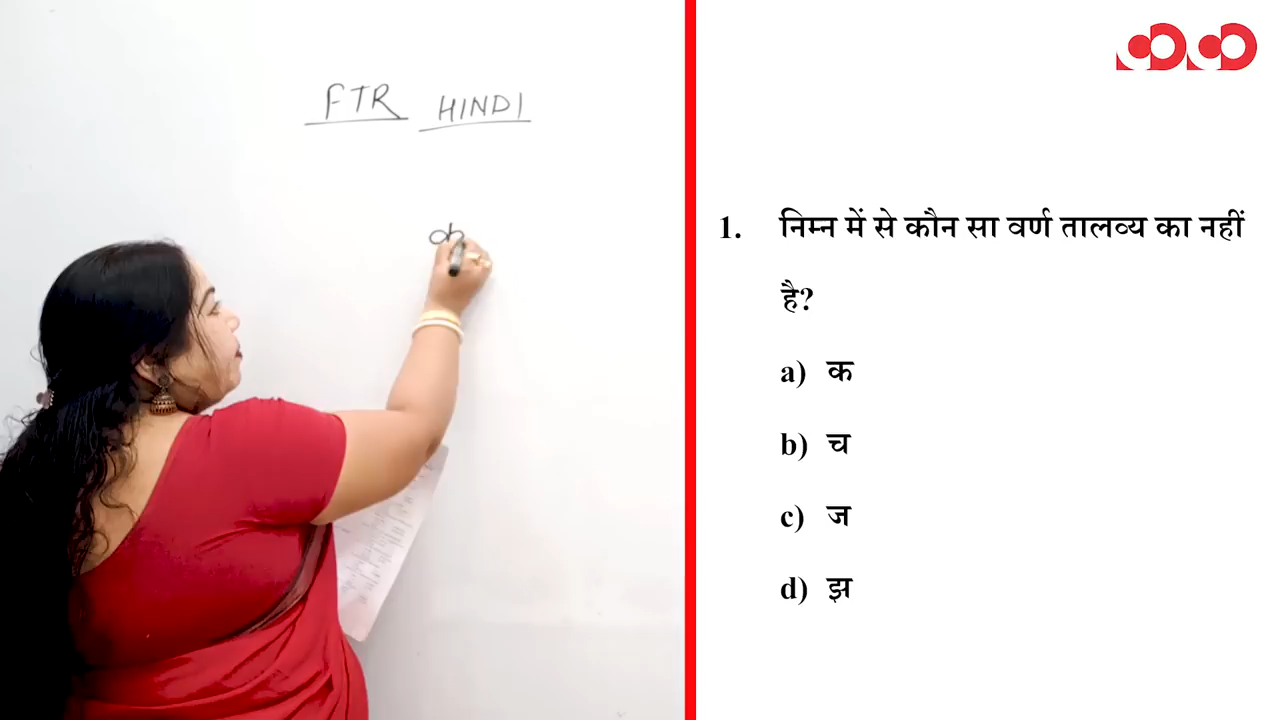 FTR HINDI
क
1. निम्न में से कौन सा वर्ण तालव्य का नहीं
है?
a) क
b) च
c) ज
d) झ